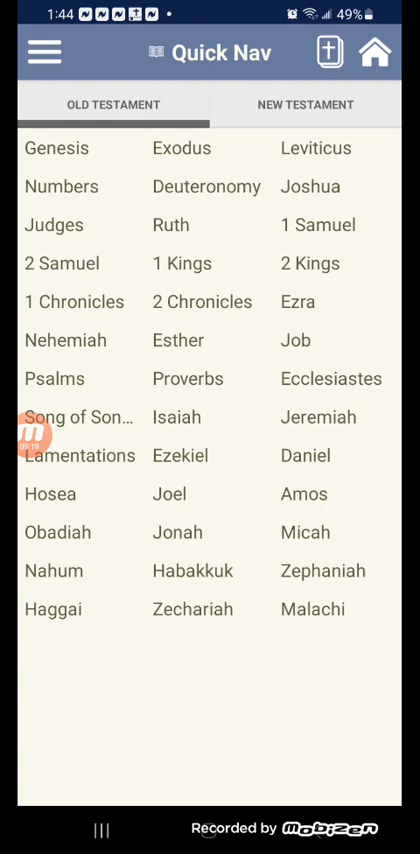 1:44 49%
Quick Nav
OLD TESTAMENT NEW TESTAMENT
Genesis Exodus Leviticus
Numbers Deuteronomy Joshua
Judges Ruth 1 Samuel
2 Samuel 1 Kings 2 Kings
1 Chronicles 2 Chronicles Ezra
Nehemiah Esther Job
Psalms Proverbs Ecclesiastes
Song of Son... Isaiah Jeremiah
09:19
Lamentations Ezekiel Daniel
Hosea Joel Amos
Obadiah Jonah Micah
Nahum Habakkuk Zephaniah
Haggai Zechariah Malachi
Recorded by mobizen